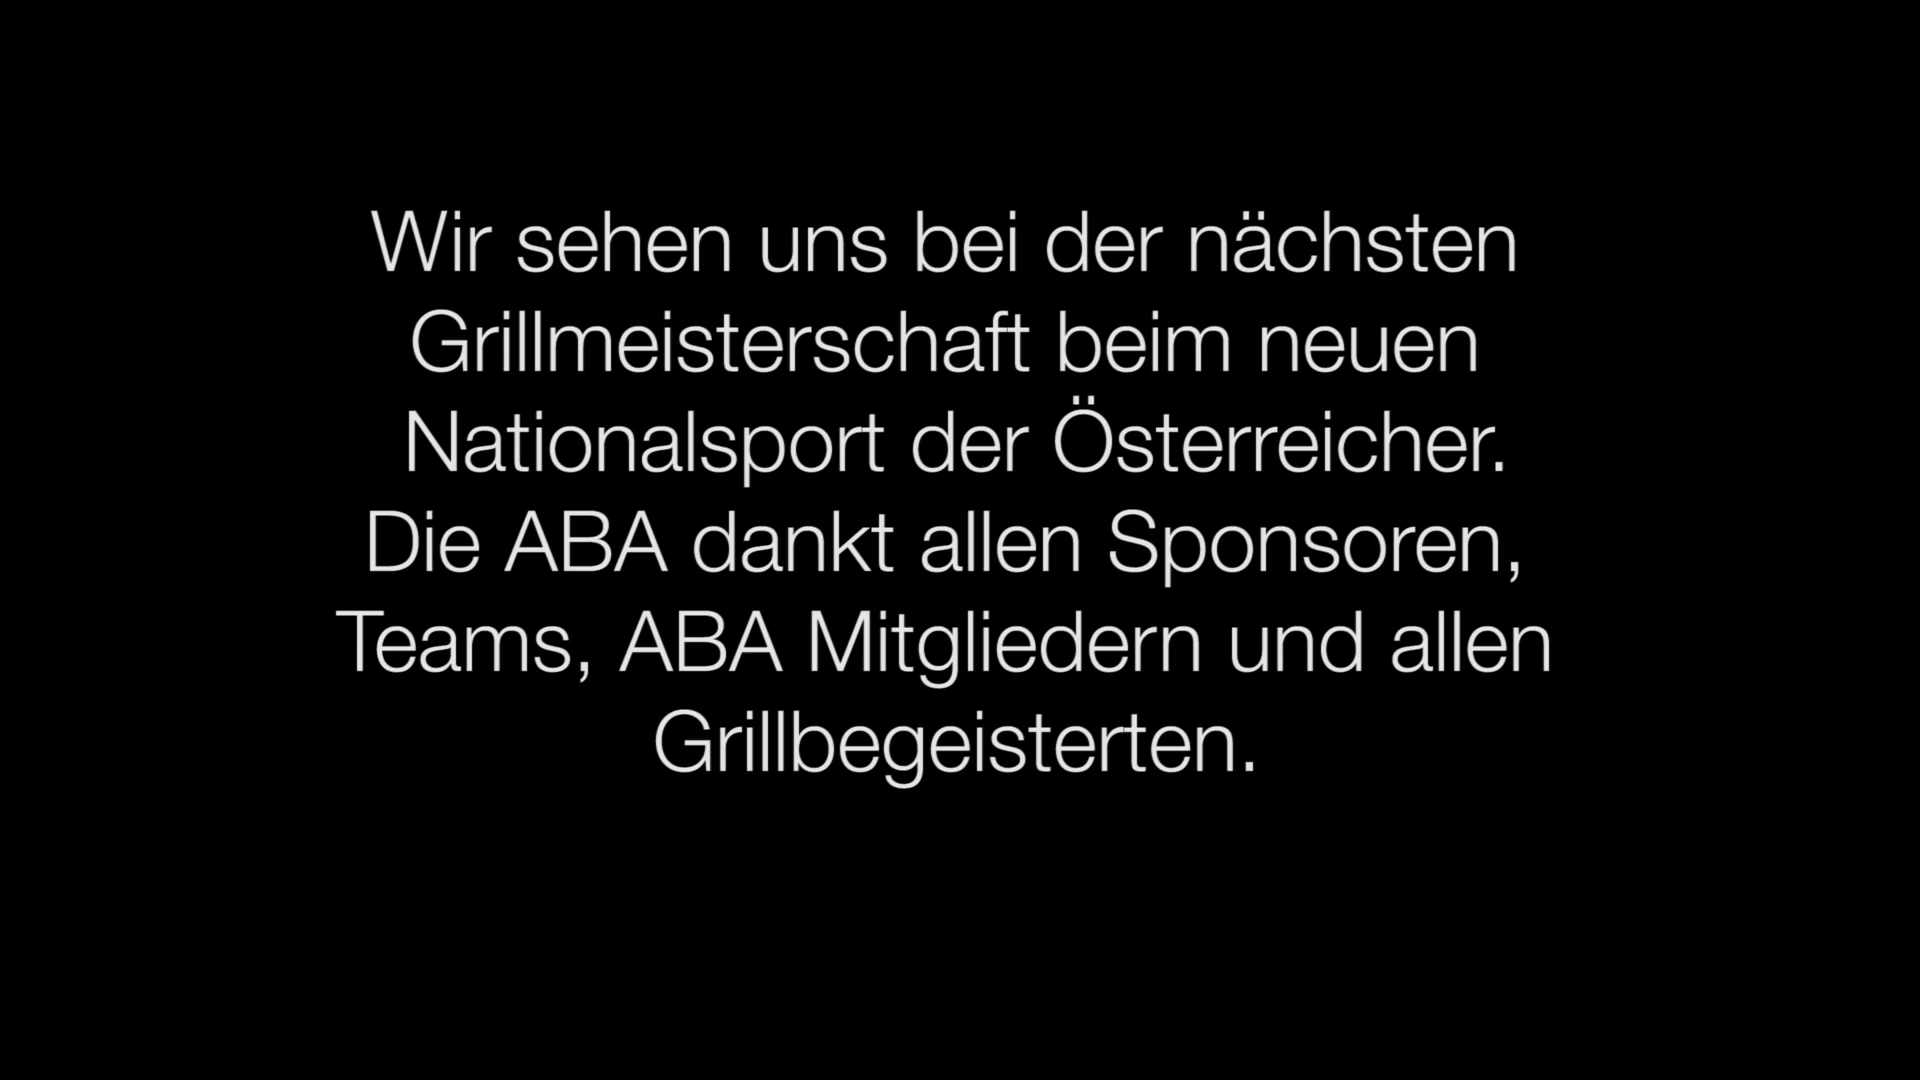 Wir sehen uns bei der nächsten
Grillmeisterschaft beim neuen
Nationalsport der Österreicher.
Die ABA dankt allen Sponsoren,
Teams, ABA Mitgliedern und allen
Grillbegeisterten.